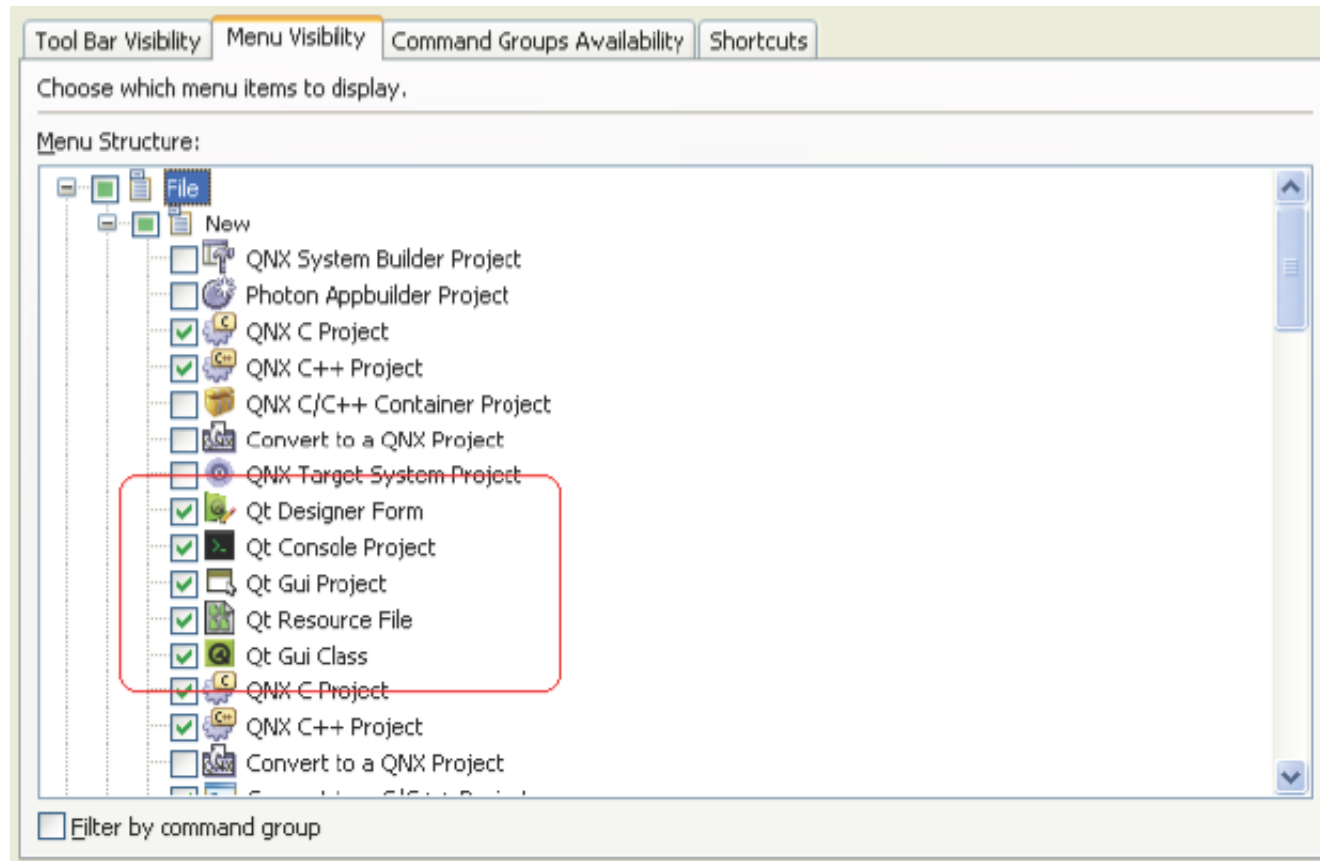 Tool Bar Visibility Menu Visibility Command Groups Availability Shortcuts
Choose which menu items to display.
Menu Structure:
File
New
QNX System Builder Project
Photon Appbuilder Project
QNX C Project
QNX C++ Project
QNX C/C++ Container Project
Convert to a QNX Project
QNX Target System Project
Qt Designer Form
Qt Console Project
Qt Gui Project
Qt Resource File
Qt Gui Class
QNX C Project
QNX C++ Project
Convert to a QNX Project
Filter by command group